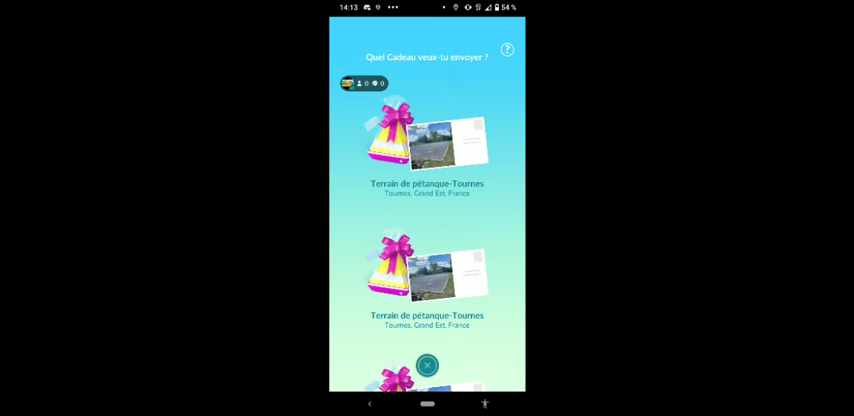 14:13 54 %
Quel Cadeau veux-tu envoyer ?
?
0 0
Terrain de pétanque-Tournes
Tournes, Grand Est, France
Terrain de pétanque-Tournes
Tournes, Grand Est, France